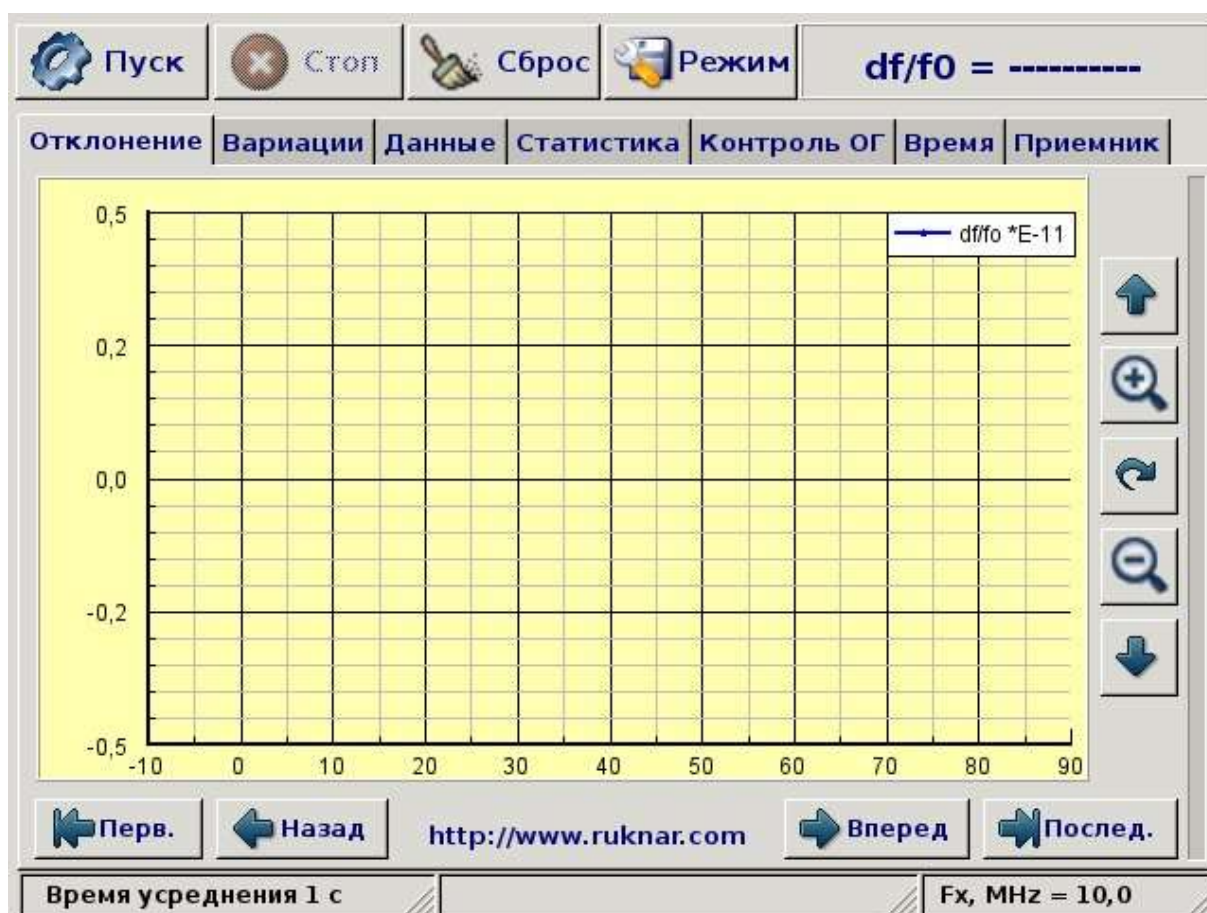 Пуск Стоп Сброс Режим df/f0 = ----------
Отклонение Вариации Данные Статистика Контроль ОГ Время Приемник
df/fo *E-11
0,5
0,2
0,0
-0,2
-0,5
-10 0 10 20 30 40 50 60 70 80 90
Перв. Назад http://www.ruknar.com Вперед Послед.
Время усреднения 1 с Fx, MHz = 10,0